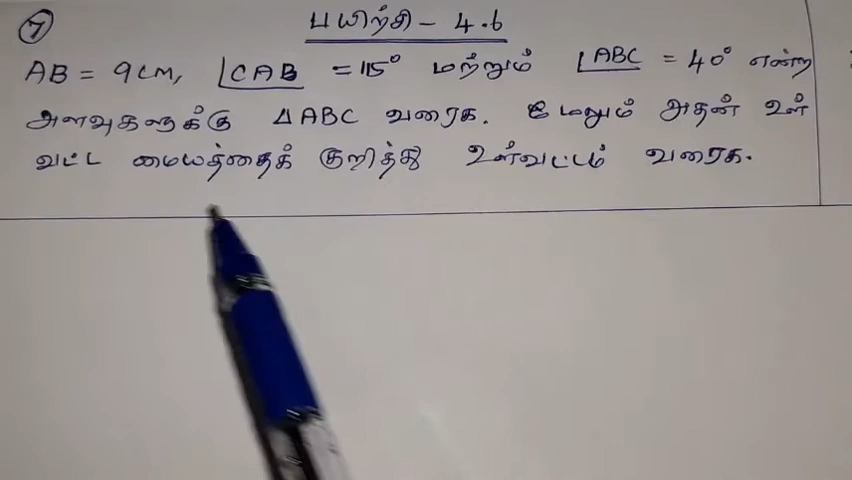 7 பயிற்சி - 4.6
AB = 9cm, ∠CAB = 115° மற்றும் ∠ABC = 40° என்ற
அளவுகளுக்கு ΔABC வரைக. மேலும் அதன் உள்
வட்ட மையத்தைக் குறித்து உள்வட்டம் வரைக.